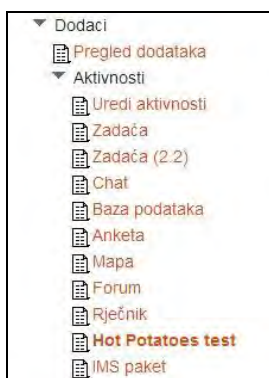 Dodaci
Pregled dodataka
Aktivnosti
Uredi aktivnosti
Zadaća
Zadaća (2.2)
Chat
Baza podataka
Anketa
Mapa
Forum
Rječnik
Hot Potatoes test
IMS paket